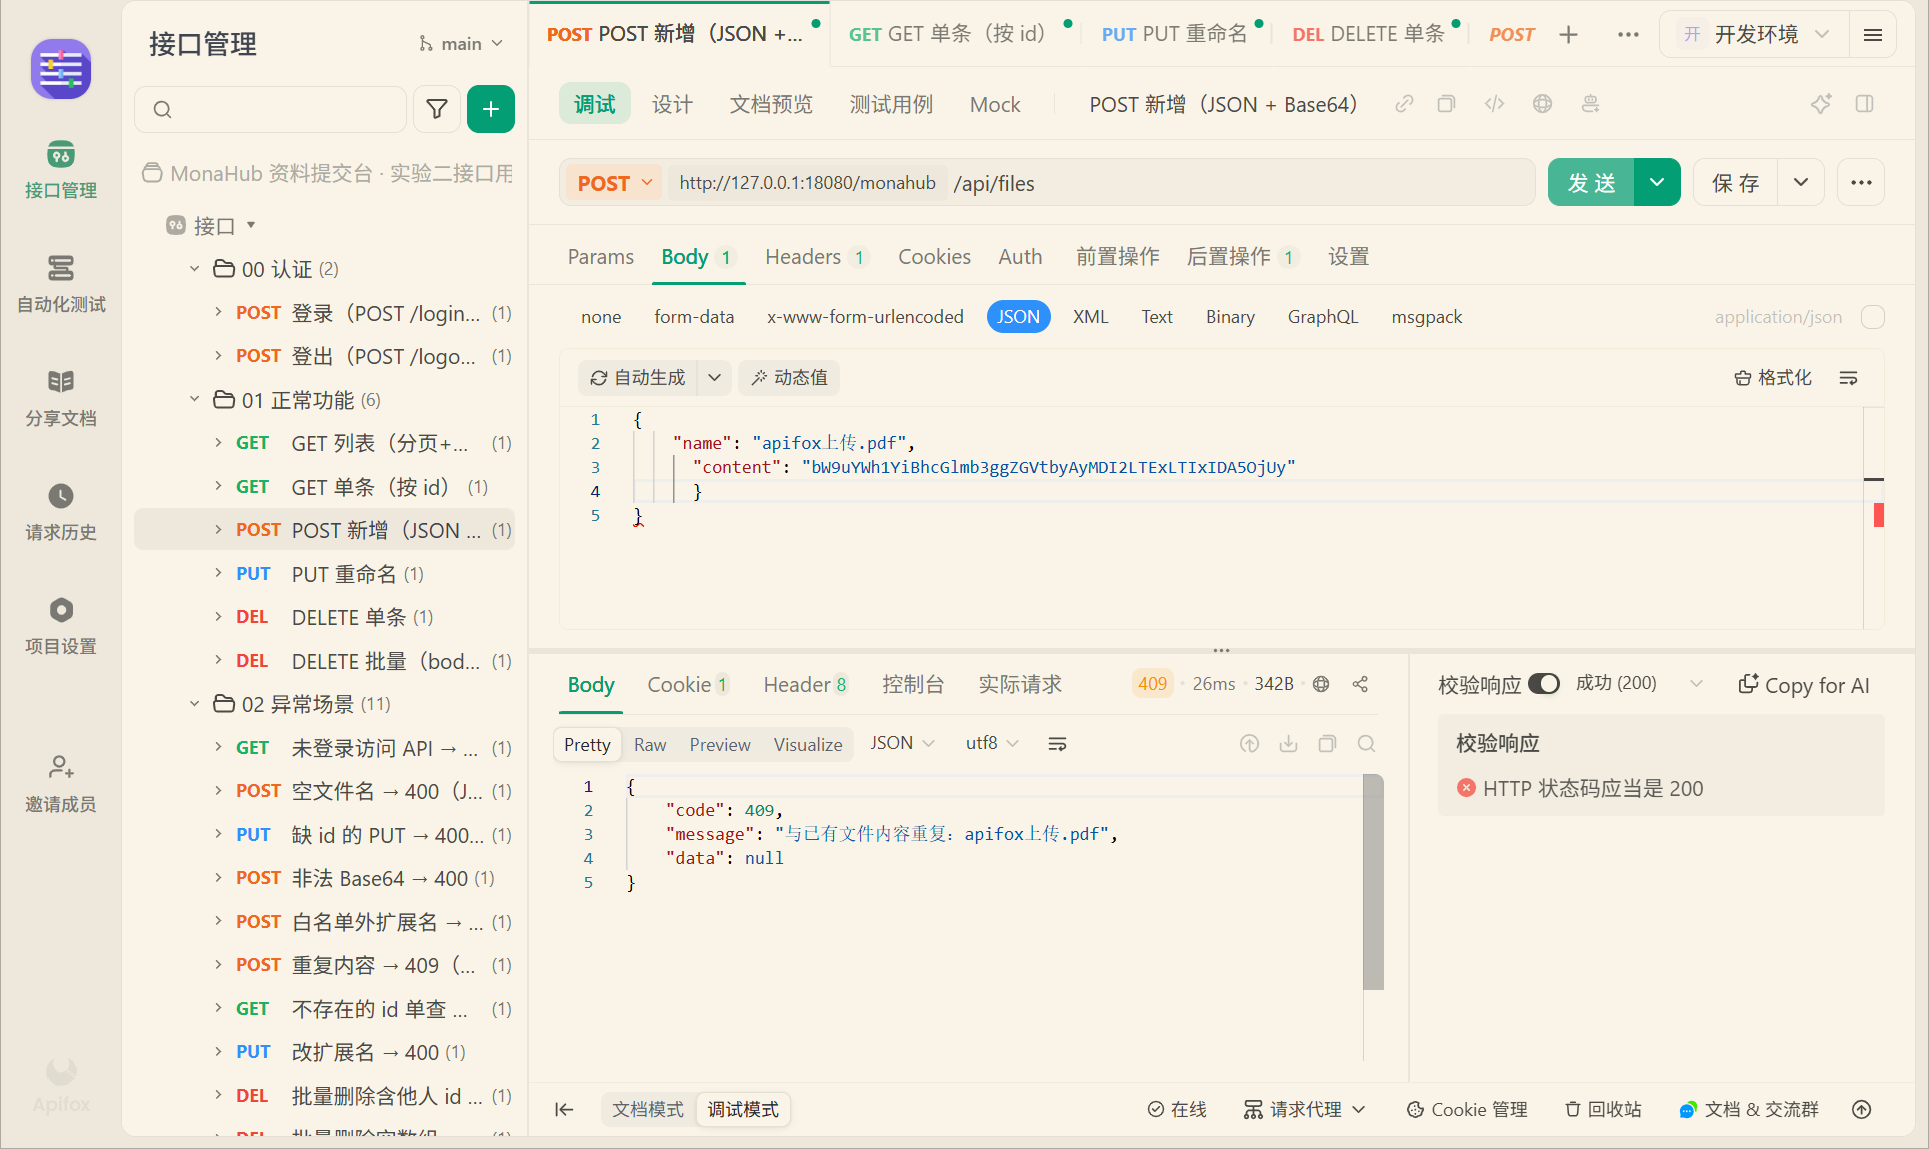 接口管理
main
POST POST 新增（JSON +...
GET GET 单条（按 id）
PUT PUT 重命名
DEL DELETE 单条
POST
开 开发环境
调试
设计
文档预览
测试用例
Mock
POST 新增（JSON + Base64）
接口管理
自动化测试
分享文档
请求历史
项目设置
邀请成员
Apifox
MonaHub 资料提交台 · 实验二接口用
接口
00 认证 (2)
POST 登录（POST /login... (1)
POST 登出（POST /logo... (1)
01 正常功能 (6)
GET GET 列表（分页+... (1)
GET GET 单条（按 id） (1)
POST POST 新增（JSON ... (1)
PUT PUT 重命名 (1)
DEL DELETE 单条 (1)
DEL DELETE 批量（bod... (1)
02 异常场景 (11)
GET 未登录访问 API → ... (1)
POST 空文件名 → 400（J... (1)
PUT 缺 id 的 PUT → 400... (1)
POST 非法 Base64 → 400 (1)
POST 白名单外扩展名 → ... (1)
POST 重复内容 → 409（... (1)
GET 不存在的 id 单查 ... (1)
PUT 改扩展名 → 400 (1)
DEL 批量删除含他人 id ... (1)
POST http://127.0.0.1:18080/monahub /api/files
发 送
保 存
Params
Body 1
Headers 1
Cookies
Auth
前置操作
后置操作 1
设置
none
form-data
x-www-form-urlencoded
JSON
XML
Text
Binary
GraphQL
msgpack
application/json
自动生成
动态值
格式化
1 {
2 "name": "apifox上传.pdf",
3 "content": "bW9uYWh1YiBhcGlmb3ggZGVtbyAyMDI2LTExLTIxIDA5OjUy"
4 }
5 }
Body
Cookie 1
Header 8
控制台
实际请求
409 · 26ms · 342B
Pretty
Raw
Preview
Visualize
JSON
utf8
1 {
2 "code": 409,
3 "message": "与已有文件内容重复：apifox上传.pdf",
4 "data": null
5 }
校验响应
成功 (200)
Copy for AI
校验响应
HTTP 状态码应当是 200
文档模式
调试模式
在线
请求代理
Cookie 管理
回收站
文档 & 交流群